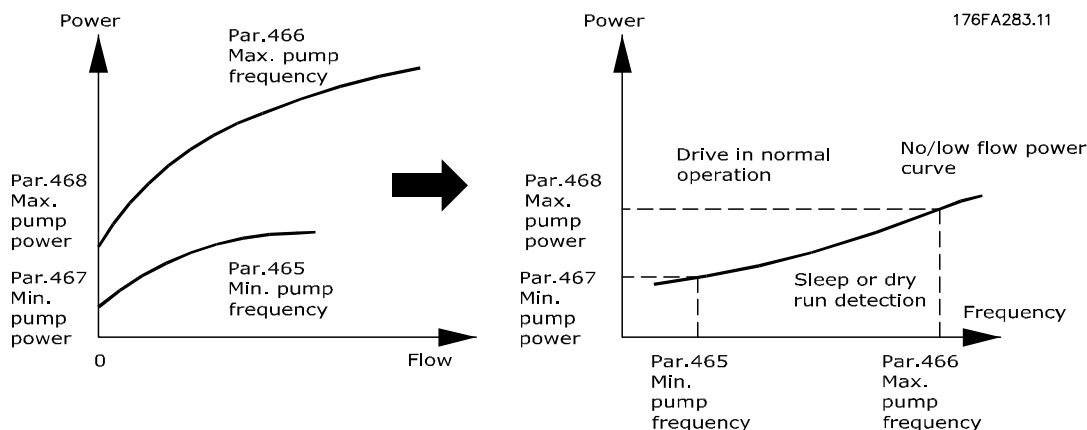 Power
Par.466
Max. pump
frequency
Par.468
Max.
pump
power
Par.467
Min.
pump
power
Par.465
Min. pump
frequency
0
Flow
Power
176FA283.11
Drive in normal
operation
No/low flow power
curve
Par.468
Max.
pump
power
Par.467
Min.
pump
power
Sleep or dry
run detection
Frequency
Par.465
Min.
pump
frequency
Par.466
Max.
pump
frequency